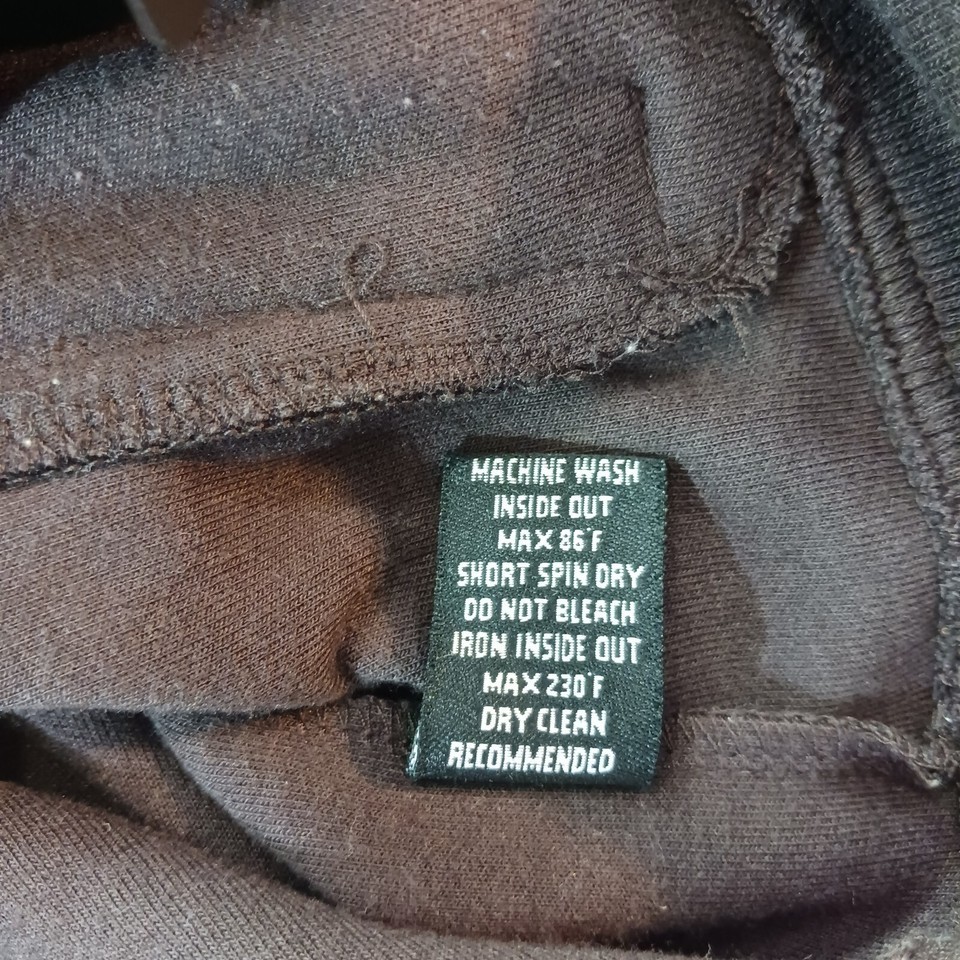 MACHINE WASH
INSIDE OUT
MAX 86°F
SHORT SPIN DRY
DO NOT BLEACH
IRON INSIDE OUT
MAX 230°F
DRY CLEAN
RECOMMENDED